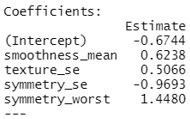 Coefficients:
Estimate
(Intercept) -0.6744
smoothness_mean 0.6238
texture_se 0.5066
symmetry_se -0.9693
symmetry_worst 1.4480
---